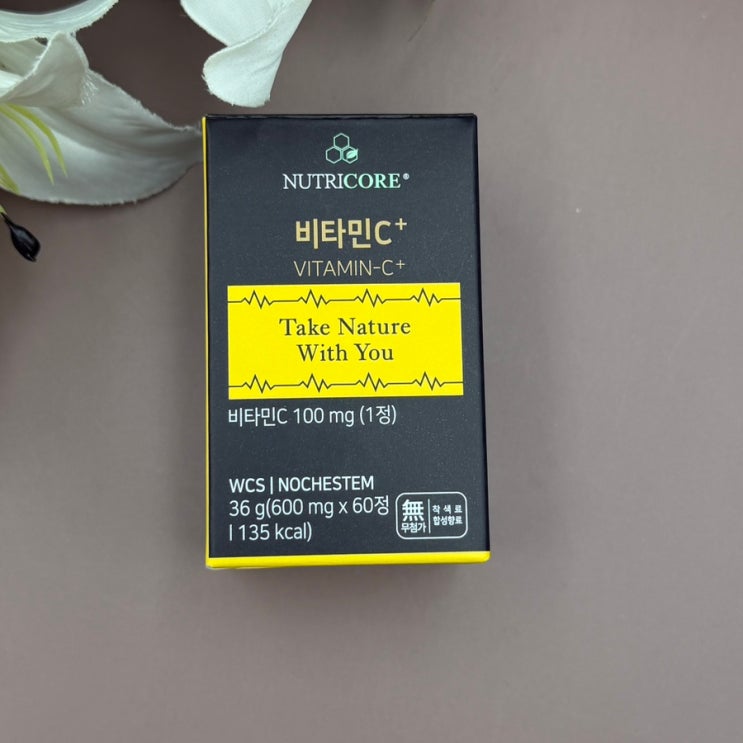 NUTRICORE®
비타민C⁺
VITAMIN-C⁺
Take Nature
With You
비타민C 100 mg (1정)
WCS | NOCHESTEM
36 g(600 mg x 60정
l 135 kcal)
無
무첨가
착색료
합성향료